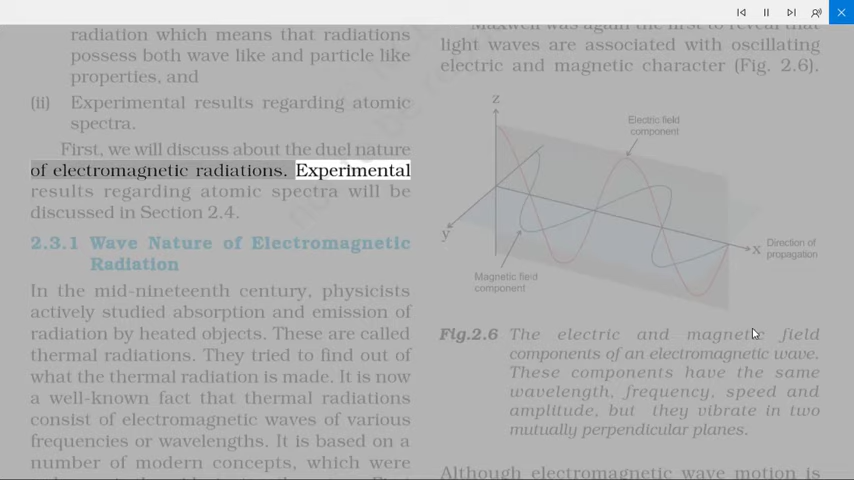 radiation which means that radiations
possess both wave like and particle like
properties, and
(ii) Experimental results regarding atomic
spectra.
First, we will discuss about the duel nature
of electromagnetic radiations. Experimental
results regarding atomic spectra will be
discussed in Section 2.4.
2.3.1 Wave Nature of Electromagnetic
Radiation
In the mid-nineteenth century, physicists
actively studied absorption and emission of
radiation by heated objects. These are called
thermal radiations. They tried to find out of
what the thermal radiation is made. It is now
a well-known fact that thermal radiations
consist of electromagnetic waves of various
frequencies or wavelengths. It is based on a
number of modern concepts, which were
Maxwell was again the first to reveal that
light waves are associated with oscillating
electric and magnetic character (Fig. 2.6).
z
Electric field
component
y
x
Direction of
propagation
Magnetic field
component
Fig.2.6 The electric and magnetic field
components of an electromagnetic wave.
These components have the same
wavelength, frequency, speed and
amplitude, but they vibrate in two
mutually perpendicular planes.
Although electromagnetic wave motion is